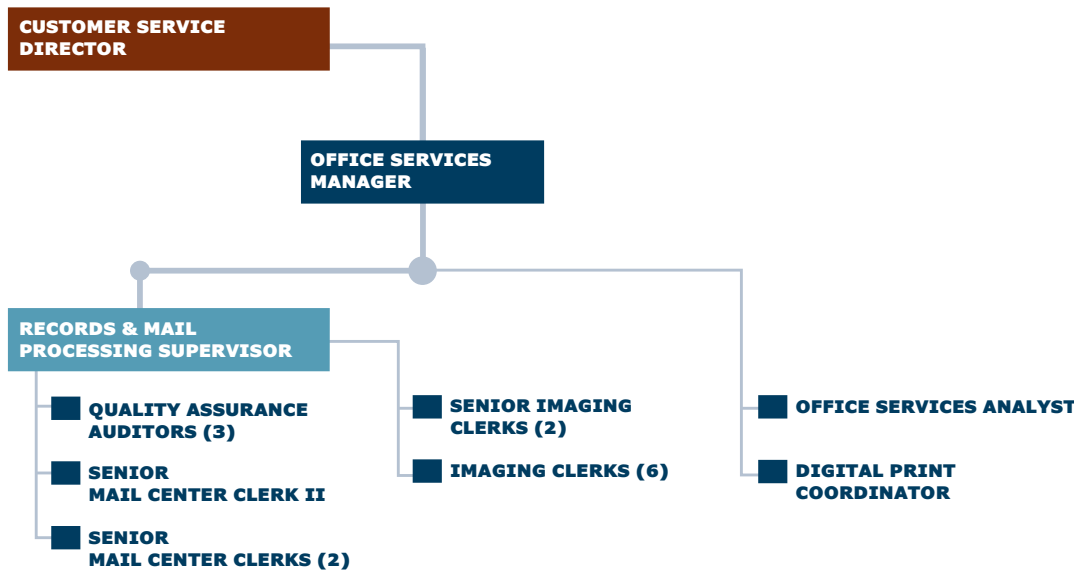 CUSTOMER SERVICE
DIRECTOR
OFFICE SERVICES
MANAGER
RECORDS & MAIL
PROCESSING SUPERVISOR
QUALITY ASSURANCE
AUDITORS (3)
SENIOR
MAIL CENTER CLERK II
SENIOR
MAIL CENTER CLERKS (2)
SENIOR IMAGING
CLERKS (2)
IMAGING CLERKS (6)
OFFICE SERVICES ANALYST
DIGITAL PRINT
COORDINATOR